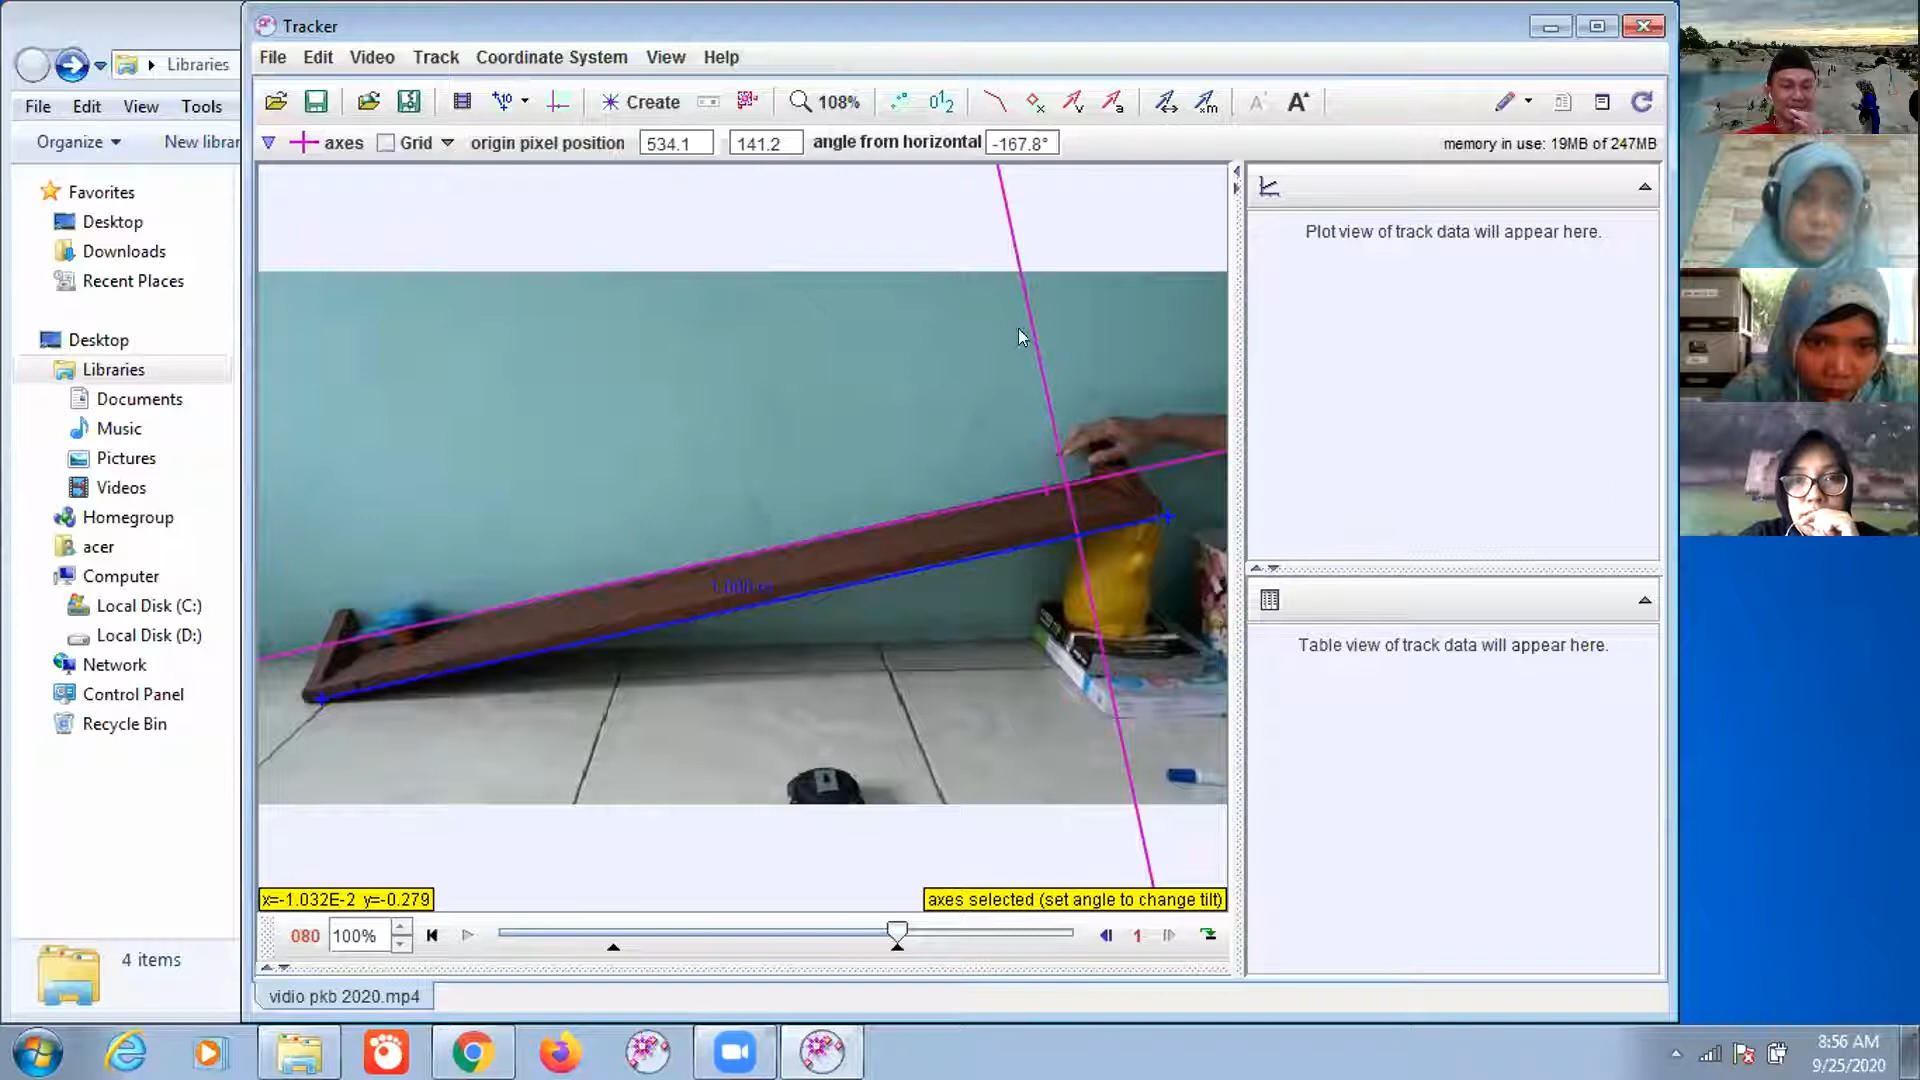 Tracker
File Edit Video Track Coordinate System View Help
Create 108%
axes Grid origin pixel position 534.1 141.2 angle from horizontal -167.8° memory in use: 19MB of 247MB
Libraries
File Edit View Tools
Organize New librar
Favorites
Desktop
Downloads
Recent Places
Desktop
Libraries
Documents
Music
Pictures
Videos
Homegroup
acer
Computer
Local Disk (C:)
Local Disk (D:)
Network
Control Panel
Recycle Bin
4 items
Plot view of track data will appear here.
Table view of track data will appear here.
x=-1.032E-2 y=-0.279
axes selected (set angle to change tilt)
080 100% 1
vidio pkb 2020.mp4
8:56 AM
9/25/2020